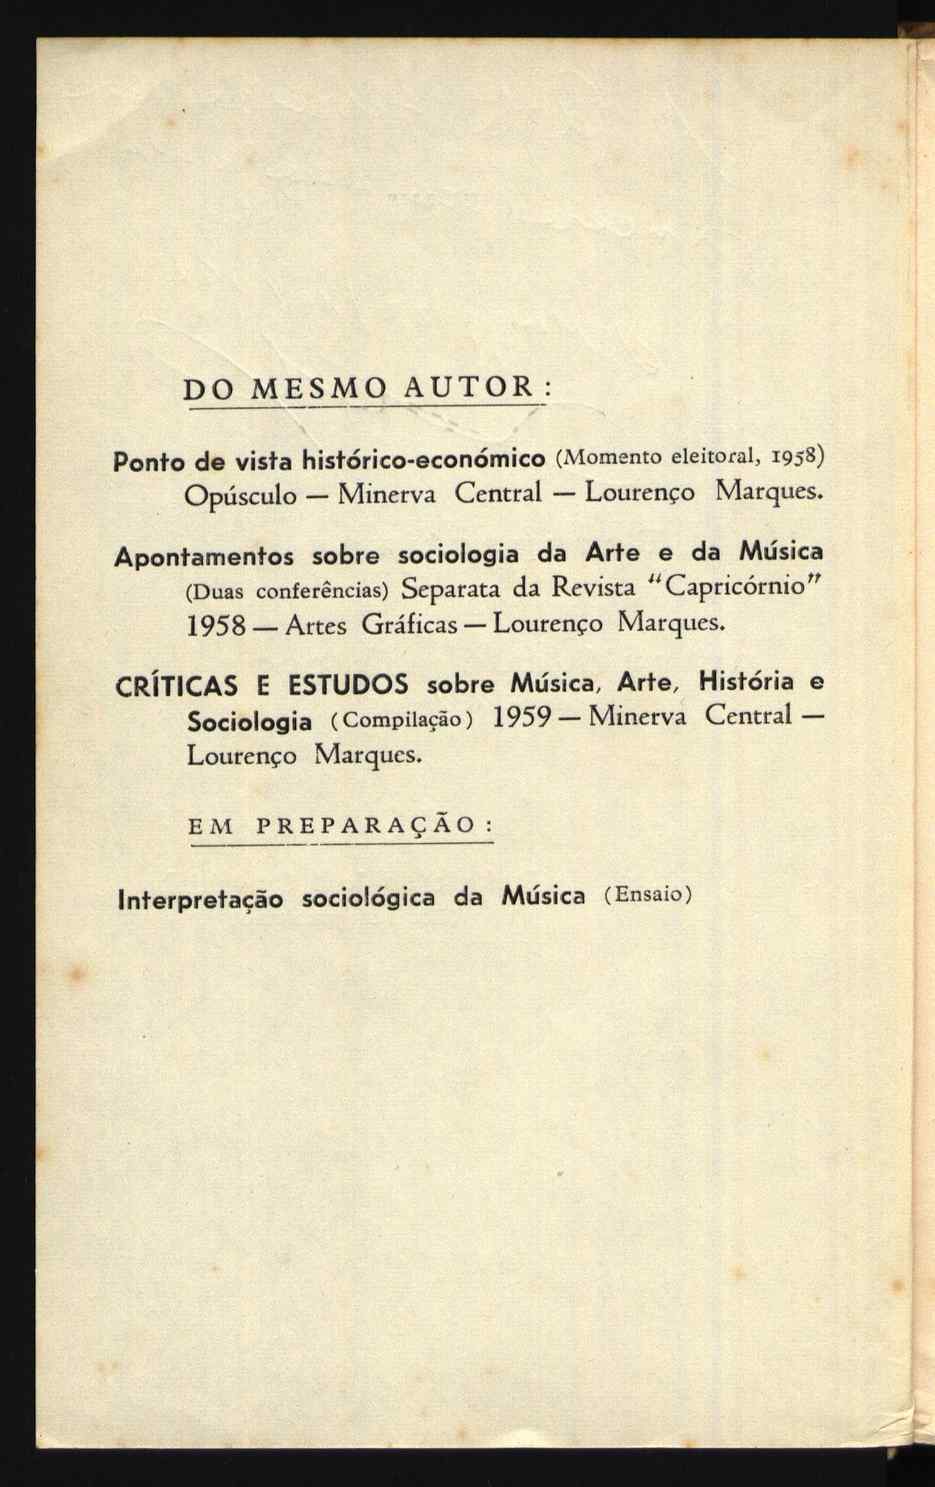 DO MESMO AUTOR :
Ponto de vista histórico-económico (Momento eleitoral, 1958)
Opúsculo — Minerva Central — Lourenço Marques.
Apontamentos sobre sociologia da Arte e da Música
(Duas conferências) Separata da Revista "Capricórnio"
1958 — Artes Gráficas — Lourenço Marques.
CRÍTICAS E ESTUDOS sobre Música, Arte, História e
Sociologia (Compilação) 1959 — Minerva Central —
Lourenço Marques.
EM PREPARAÇÃO :
Interpretação sociológica da Música (Ensaio)